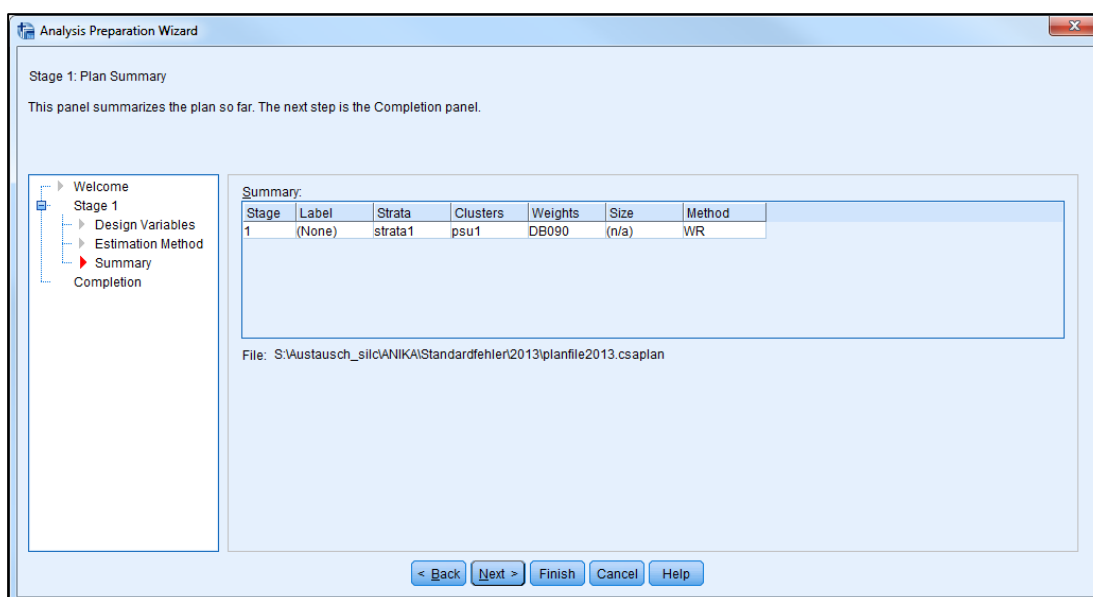 Analysis Preparation Wizard
Stage 1: Plan Summary
This panel summarizes the plan so far. The next step is the Completion panel.
Welcome
Stage 1
Design Variables
Estimation Method
Summary
Completion
Summary:
Stage Label Strata Clusters Weights Size Method
1 (None) strata1 psu1 DB090 (n/a) WR
File: S:\Austausch_silc\ANIKA\Standardfehler\2013\planfile2013.csaplan
< Back Next > Finish Cancel Help